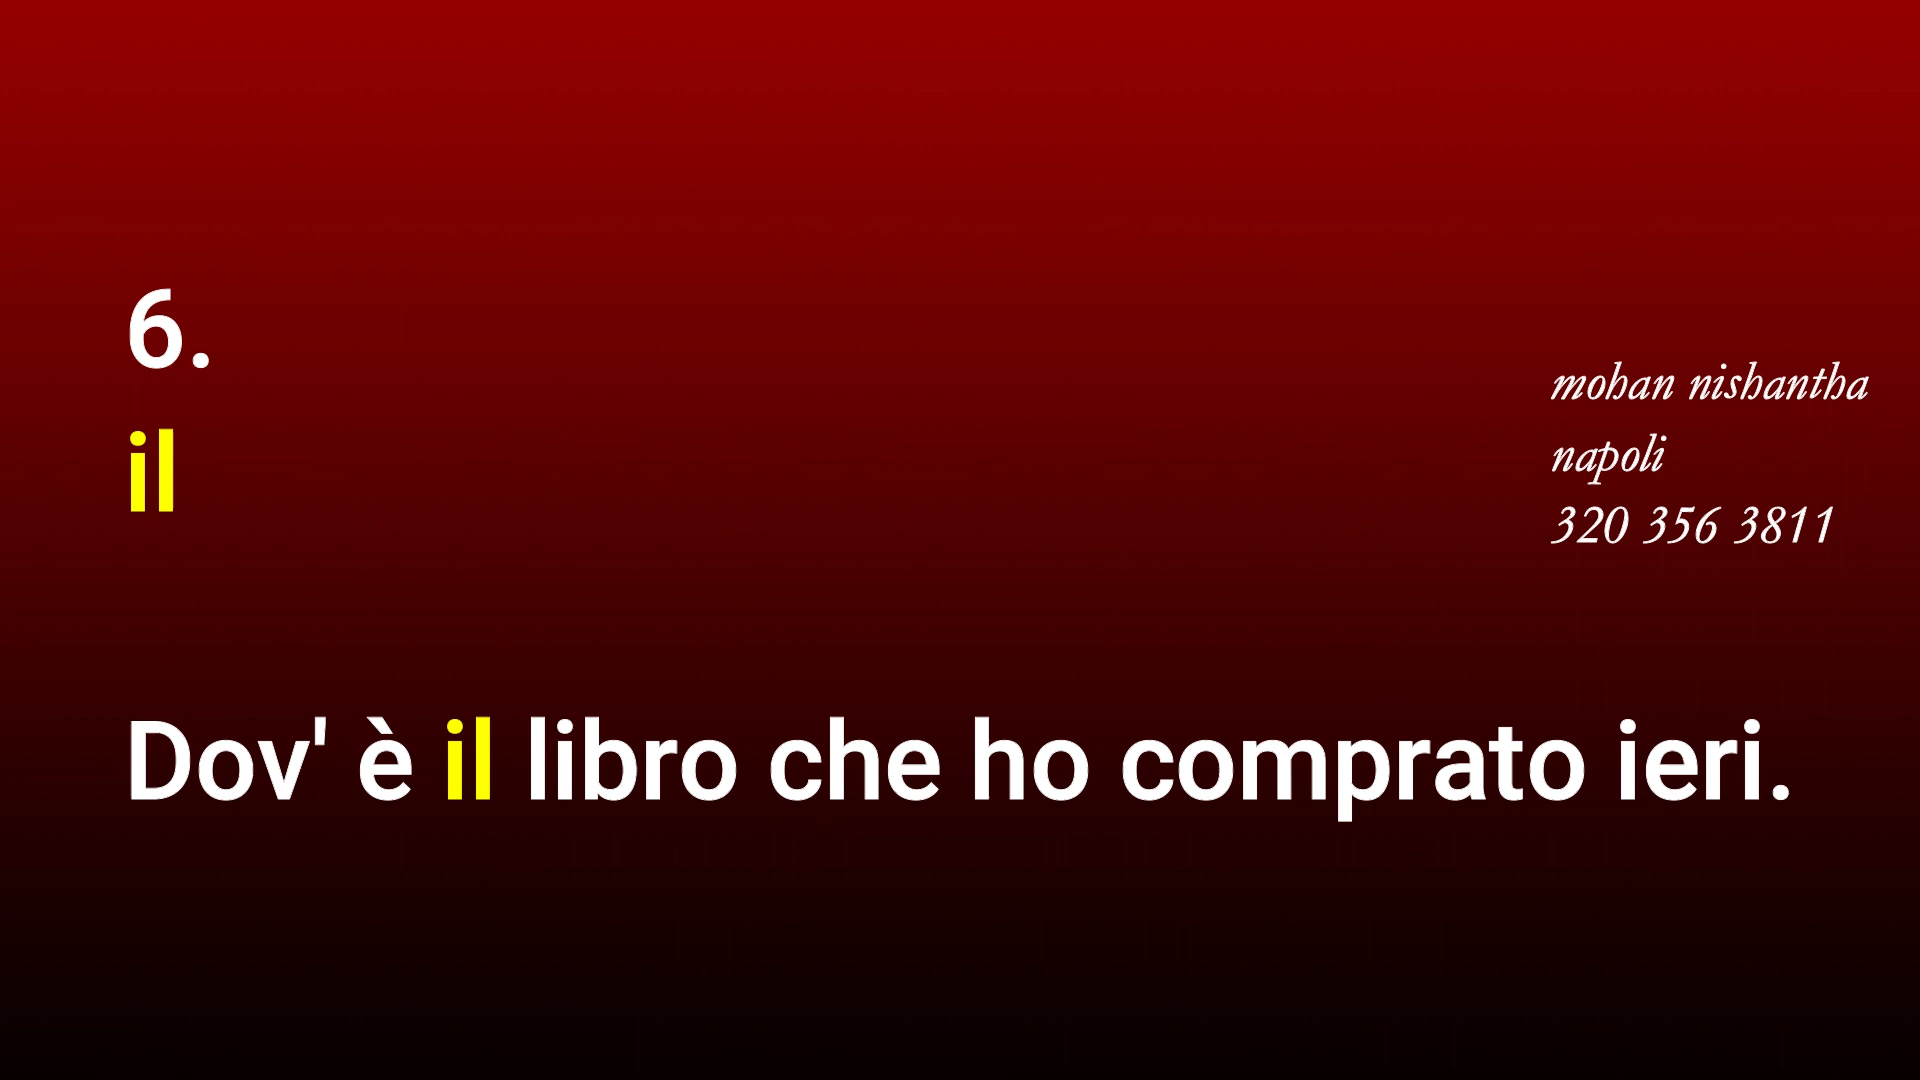 6.
il
mohan nishantha
napoli
320 356 3811
Dov' è il libro che ho comprato ieri.